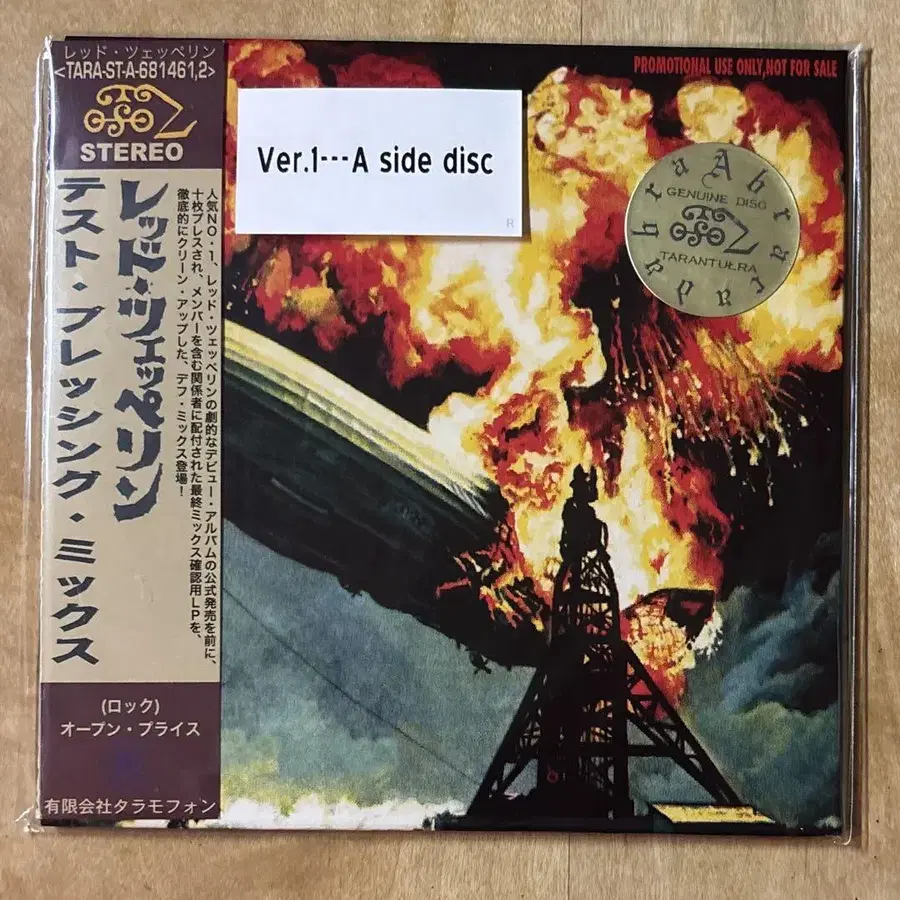 レッド・ツェッペリン
<TARA-ST-A-681461,2>
STEREO
レッド・ツェッペリン
テスト・プレッシング・ミックス
人気NO・1、レッド・ツェッペリンの劇的なデビュー・アルバムの公式発売を前に、
十枚プレスされ、メンバーを含む関係者に配付された最終ミックス確認用LPを、
徹底的にクリーン・アップした、デフ・ミックス登場！
(ロック)
オープン・プライス
有限会社タラモフォン
PROMOTIONAL USE ONLY,NOT FOR SALE
Ver.1---A side disc
R
GENUINE DISC
TARANTUŁRA